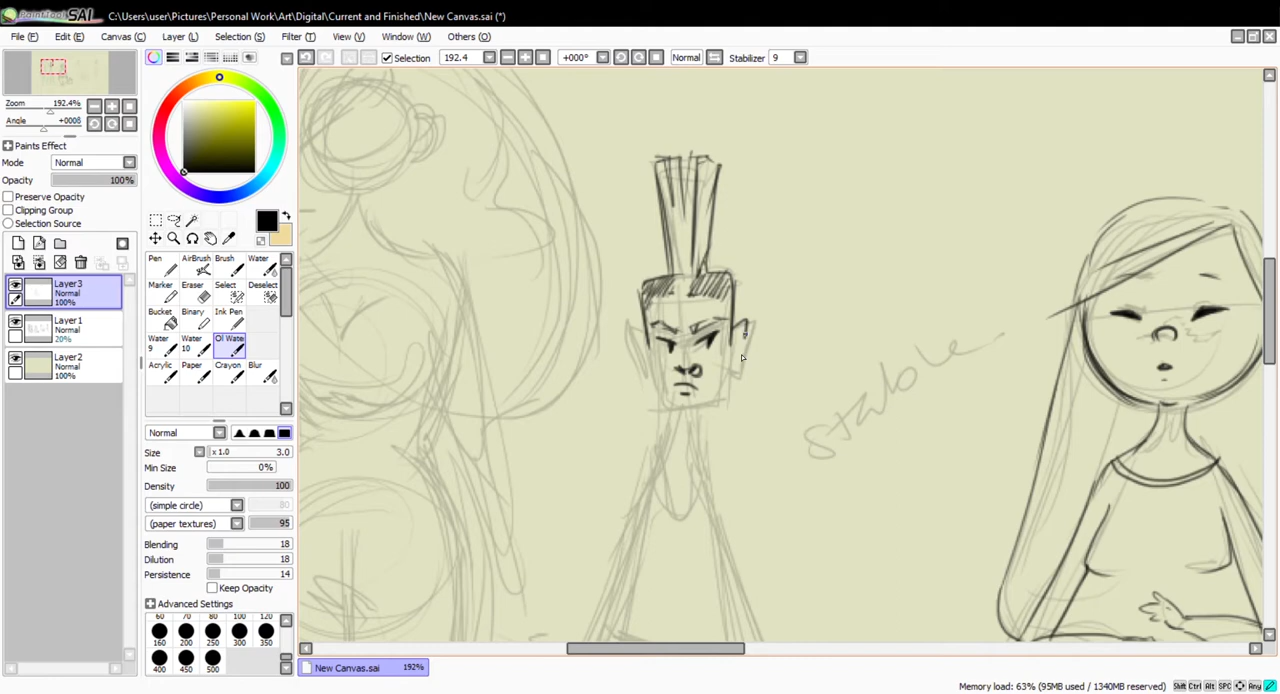 PaintTool SAI C:\Users\user\Pictures\Personal Work\Art\Digital\Current and Finished\New Canvas.sai (*)
File (F) Edit (E) Canvas (C) Layer (L) Selection (S) Filter (T) View (V) Window (W) Others (O)
Selection 192.4 +000° Normal Stabilizer 9
Zoom 192.4%
Angle +000ß
Paints Effect
Mode Normal
Opacity 100%
Preserve Opacity
Clipping Group
Selection Source
Layer3
Normal
100%
Layer1
Normal
20%
Layer2
Normal
100%
Pen AirBrush Brush Water
Marker Eraser Select Deselect
Bucket Binary Ink Pen
Water 9 Water 10 Ol Wate
Acrylic Paper Crayon Blur
Normal
Size x 1.0 3.0
Min Size 0%
Density 100
(simple circle) 80
(paper textures) 95
Blending 18
Dilution 18
Persistence 14
Keep Opacity
Advanced Settings
60 70 80 100 120
160 200 250 300 350
400 450 500
stable
New Canvas.sai 192%
Memory load: 63% (95MB used / 1340MB reserved) Shift Ctrl Alt SPC Any